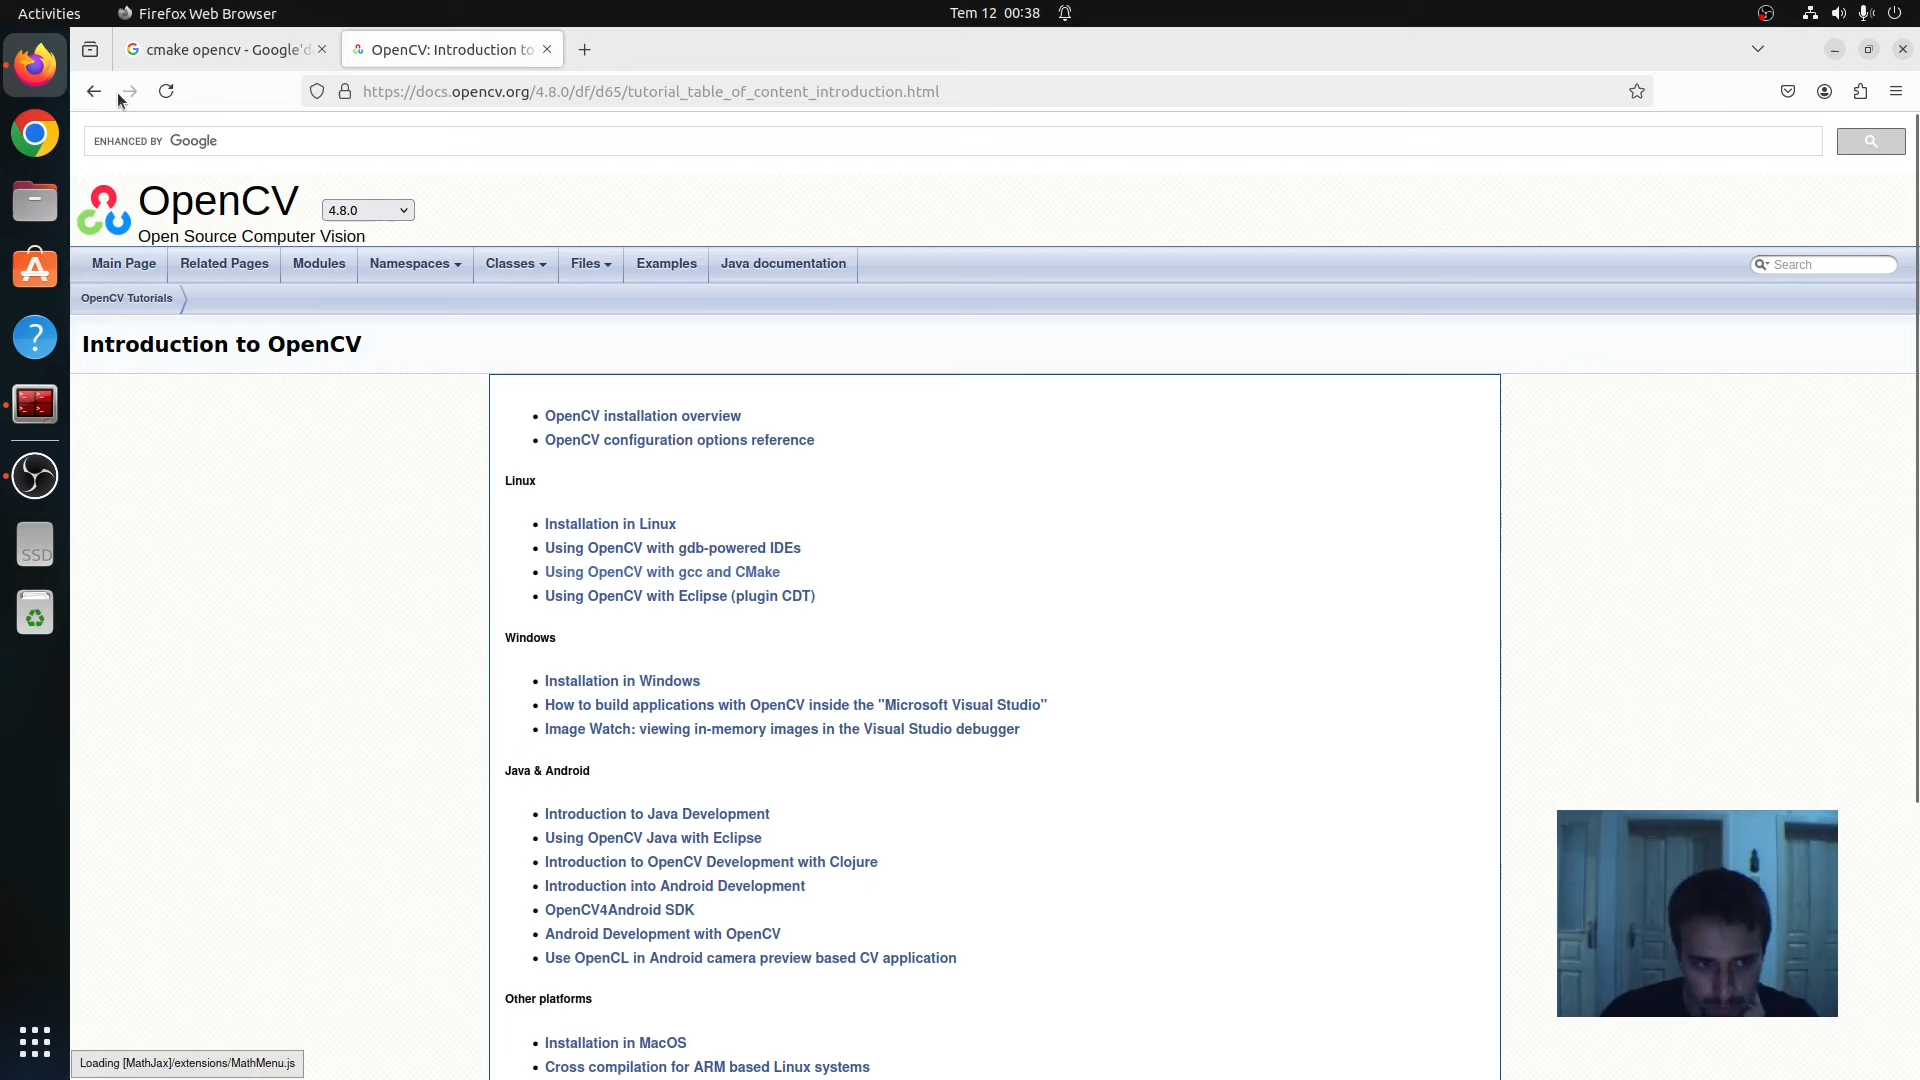 Activities
Firefox Web Browser
Tem 12 00:38
cmake opencv - Google'd
OpenCV: Introduction to
https://docs.opencv.org/4.8.0/df/d65/tutorial_table_of_content_introduction.html
ENHANCED BY Google
OpenCV 4.8.0
Open Source Computer Vision
Main Page Related Pages Modules Namespaces Classes Files Examples Java documentation Search
OpenCV Tutorials
Introduction to OpenCV
OpenCV installation overview
OpenCV configuration options reference
Linux
Installation in Linux
Using OpenCV with gdb-powered IDEs
Using OpenCV with gcc and CMake
Using OpenCV with Eclipse (plugin CDT)
Windows
Installation in Windows
How to build applications with OpenCV inside the "Microsoft Visual Studio"
Image Watch: viewing in-memory images in the Visual Studio debugger
Java & Android
Introduction to Java Development
Using OpenCV Java with Eclipse
Introduction to OpenCV Development with Clojure
Introduction into Android Development
OpenCV4Android SDK
Android Development with OpenCV
Use OpenCL in Android camera preview based CV application
Other platforms
Installation in MacOS
Cross compilation for ARM based Linux systems
SSD
Loading [MathJax]/extensions/MathMenu.js